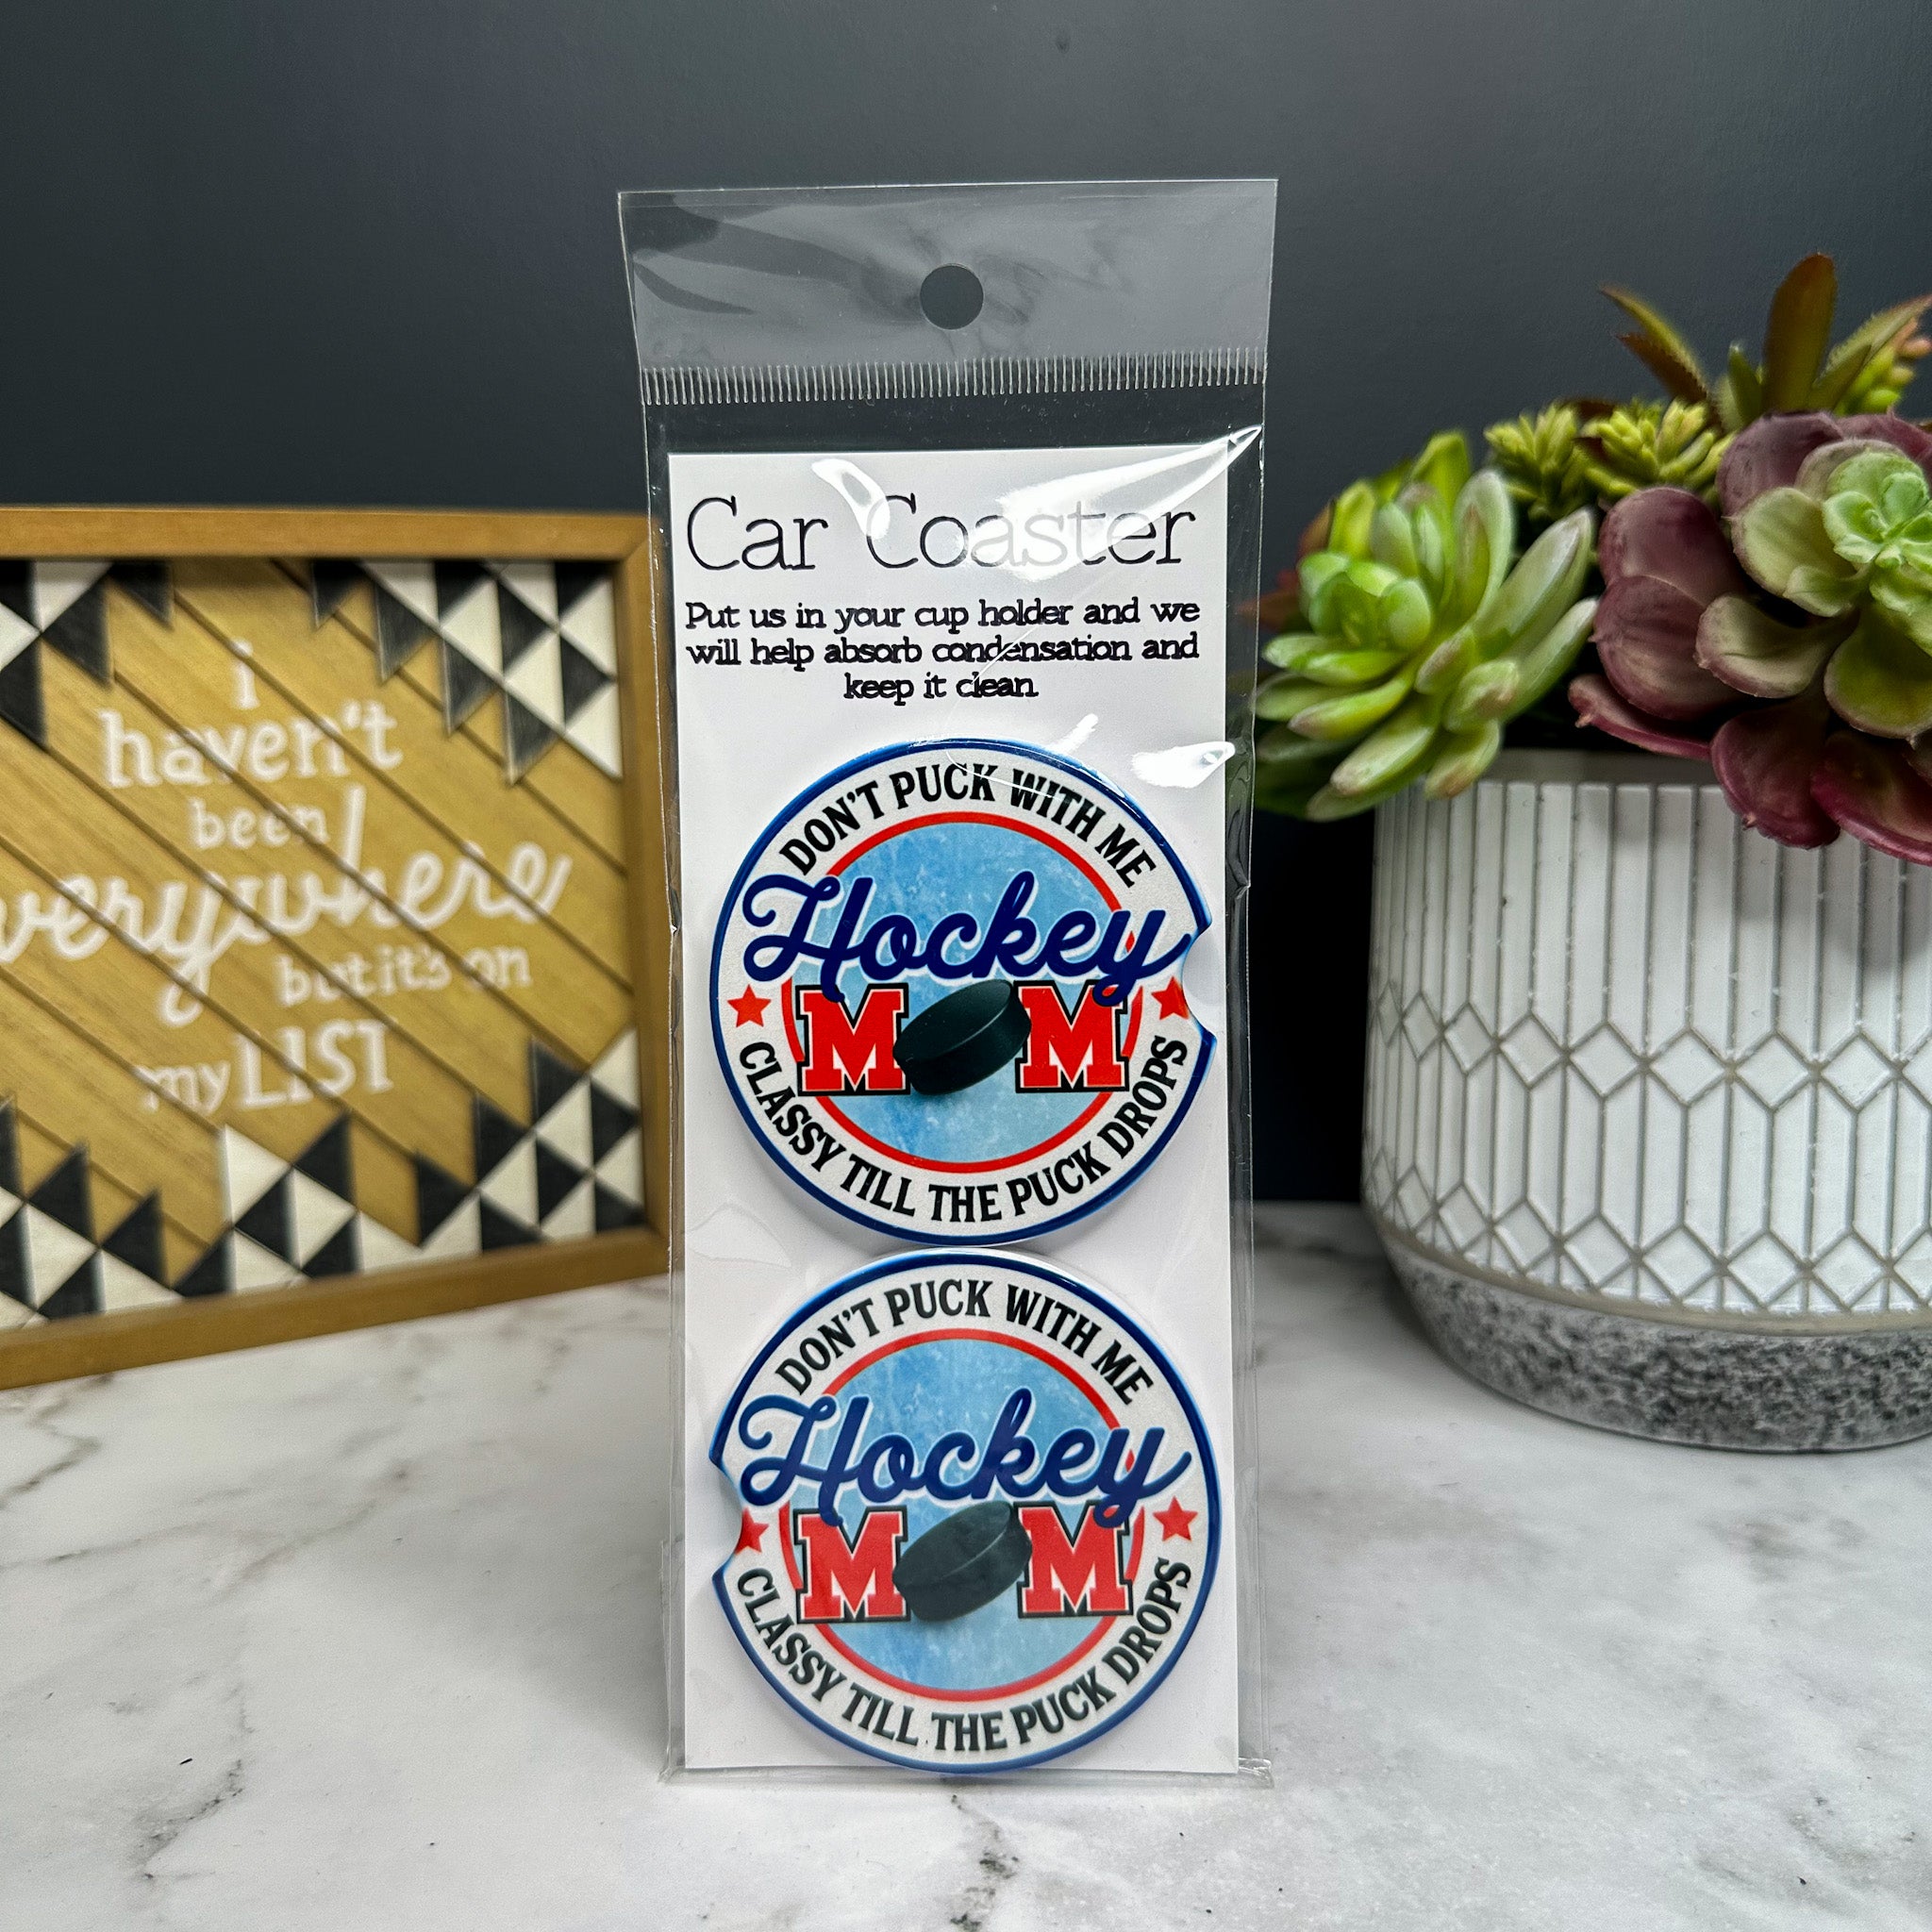 i
haven't
been
everywhere
but it's on
my LIST
Car Coaster
Put us in your cup holder and we
will help absorb condensation and
keep it clean
DON'T PUCK WITH ME
Hockey
MOM
CLASSY TILL THE PUCK DROPS
DON'T PUCK WITH ME
Hockey
MOM
CLASSY TILL THE PUCK DROPS